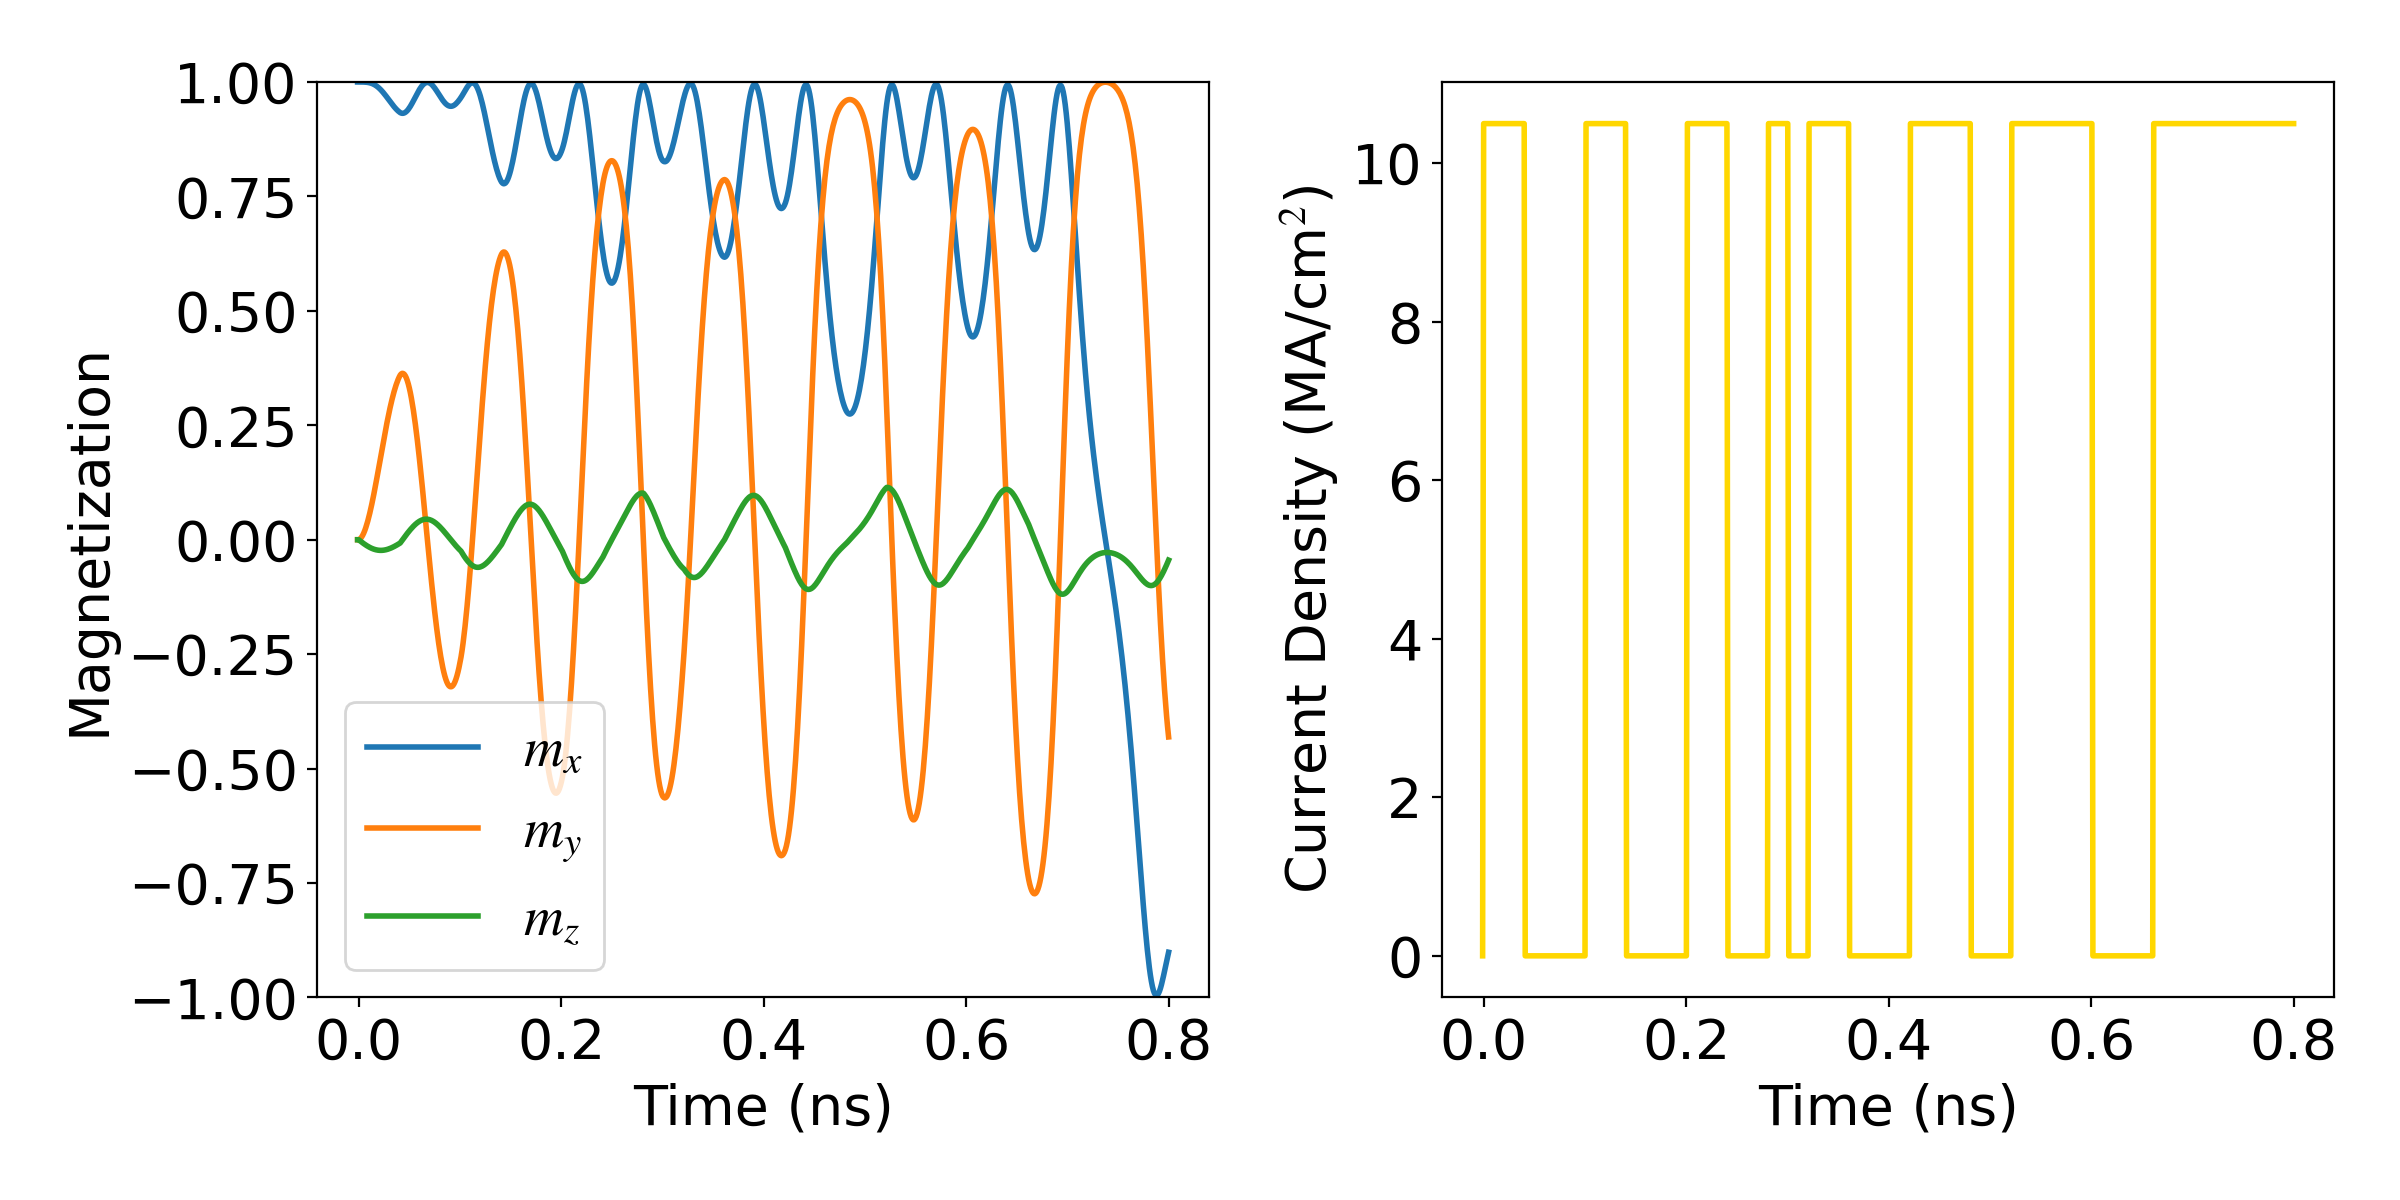 1.00
0.75
0.50
0.25
0.00
−0.25
−0.50
−0.75
−1.00
Magnetization
m_x
m_y
m_z
0.0 0.2 0.4 0.6 0.8
Time (ns)
10
8
6
4
2
0
Current Density (MA/cm²)
0.0 0.2 0.4 0.6 0.8
Time (ns)